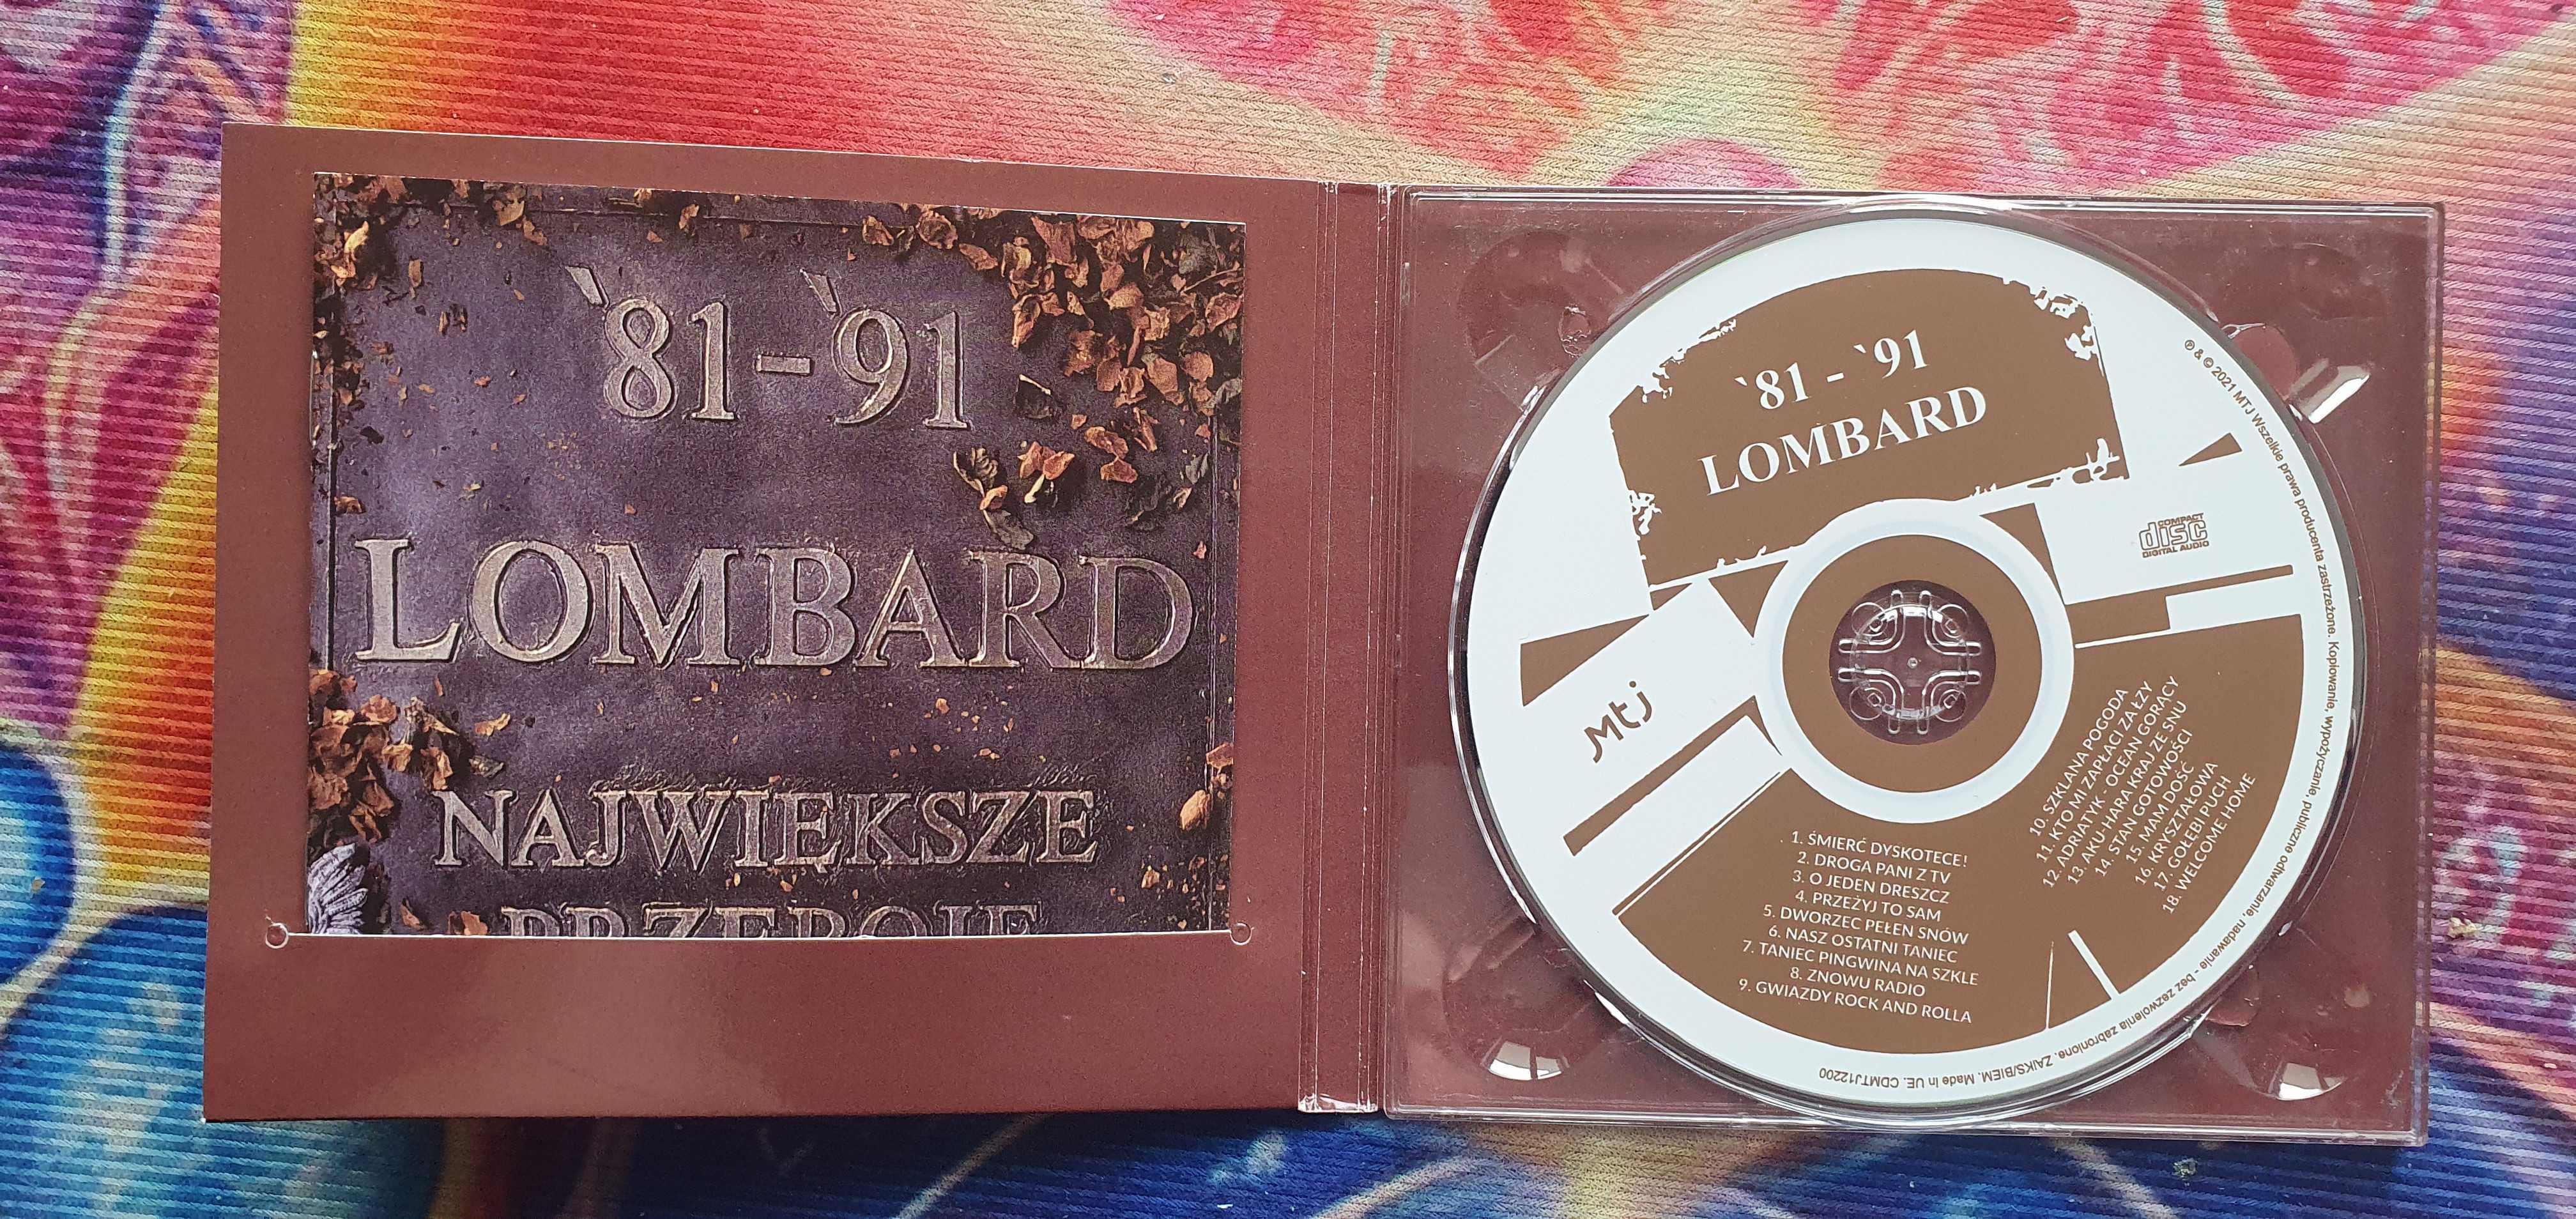 `81-`91
LOMBARD
NAJWIĘKSZE
PRZEBOJE
`81 - `91
LOMBARD
COMPACT
disc
DIGITAL AUDIO
mtj
1. ŚMIERĆ DYSKOTECE!
2. DROGA PANI Z TV
3. O JEDEN DRESZCZ
4. PRZEŻYJ TO SAM
5. DWORZEC PEŁEN SNÓW
6. NASZ OSTATNI TANIEC
7. TANIEC PINGWINA NA SZKLE
8. ZNOWU RADIO
9. GWIAZDY ROCK AND ROLLA
10. SZKLANA POGODA
11. KTO MI ZAPŁACI ZA ŁZY
12. ADRIATYK - OCEAN GORĄCY
13. AKU-HARA KRAJ ZE SNU
14. STAN GOTOWOŚCI
15. MAM DOŚĆ
16. KRYSZTAŁOWA
17. GOŁEBI PUCH
18. WELCOME HOME
℗ & © 2021 MTJ Wszelkie prawa producenta zastrzeżone. Kopiowanie, wypożyczanie, publiczne odtwarzanie, nadawanie - bez zezwolenia zabronione. ZAIKS/BIEM. Made in UE. CDMTJ12200